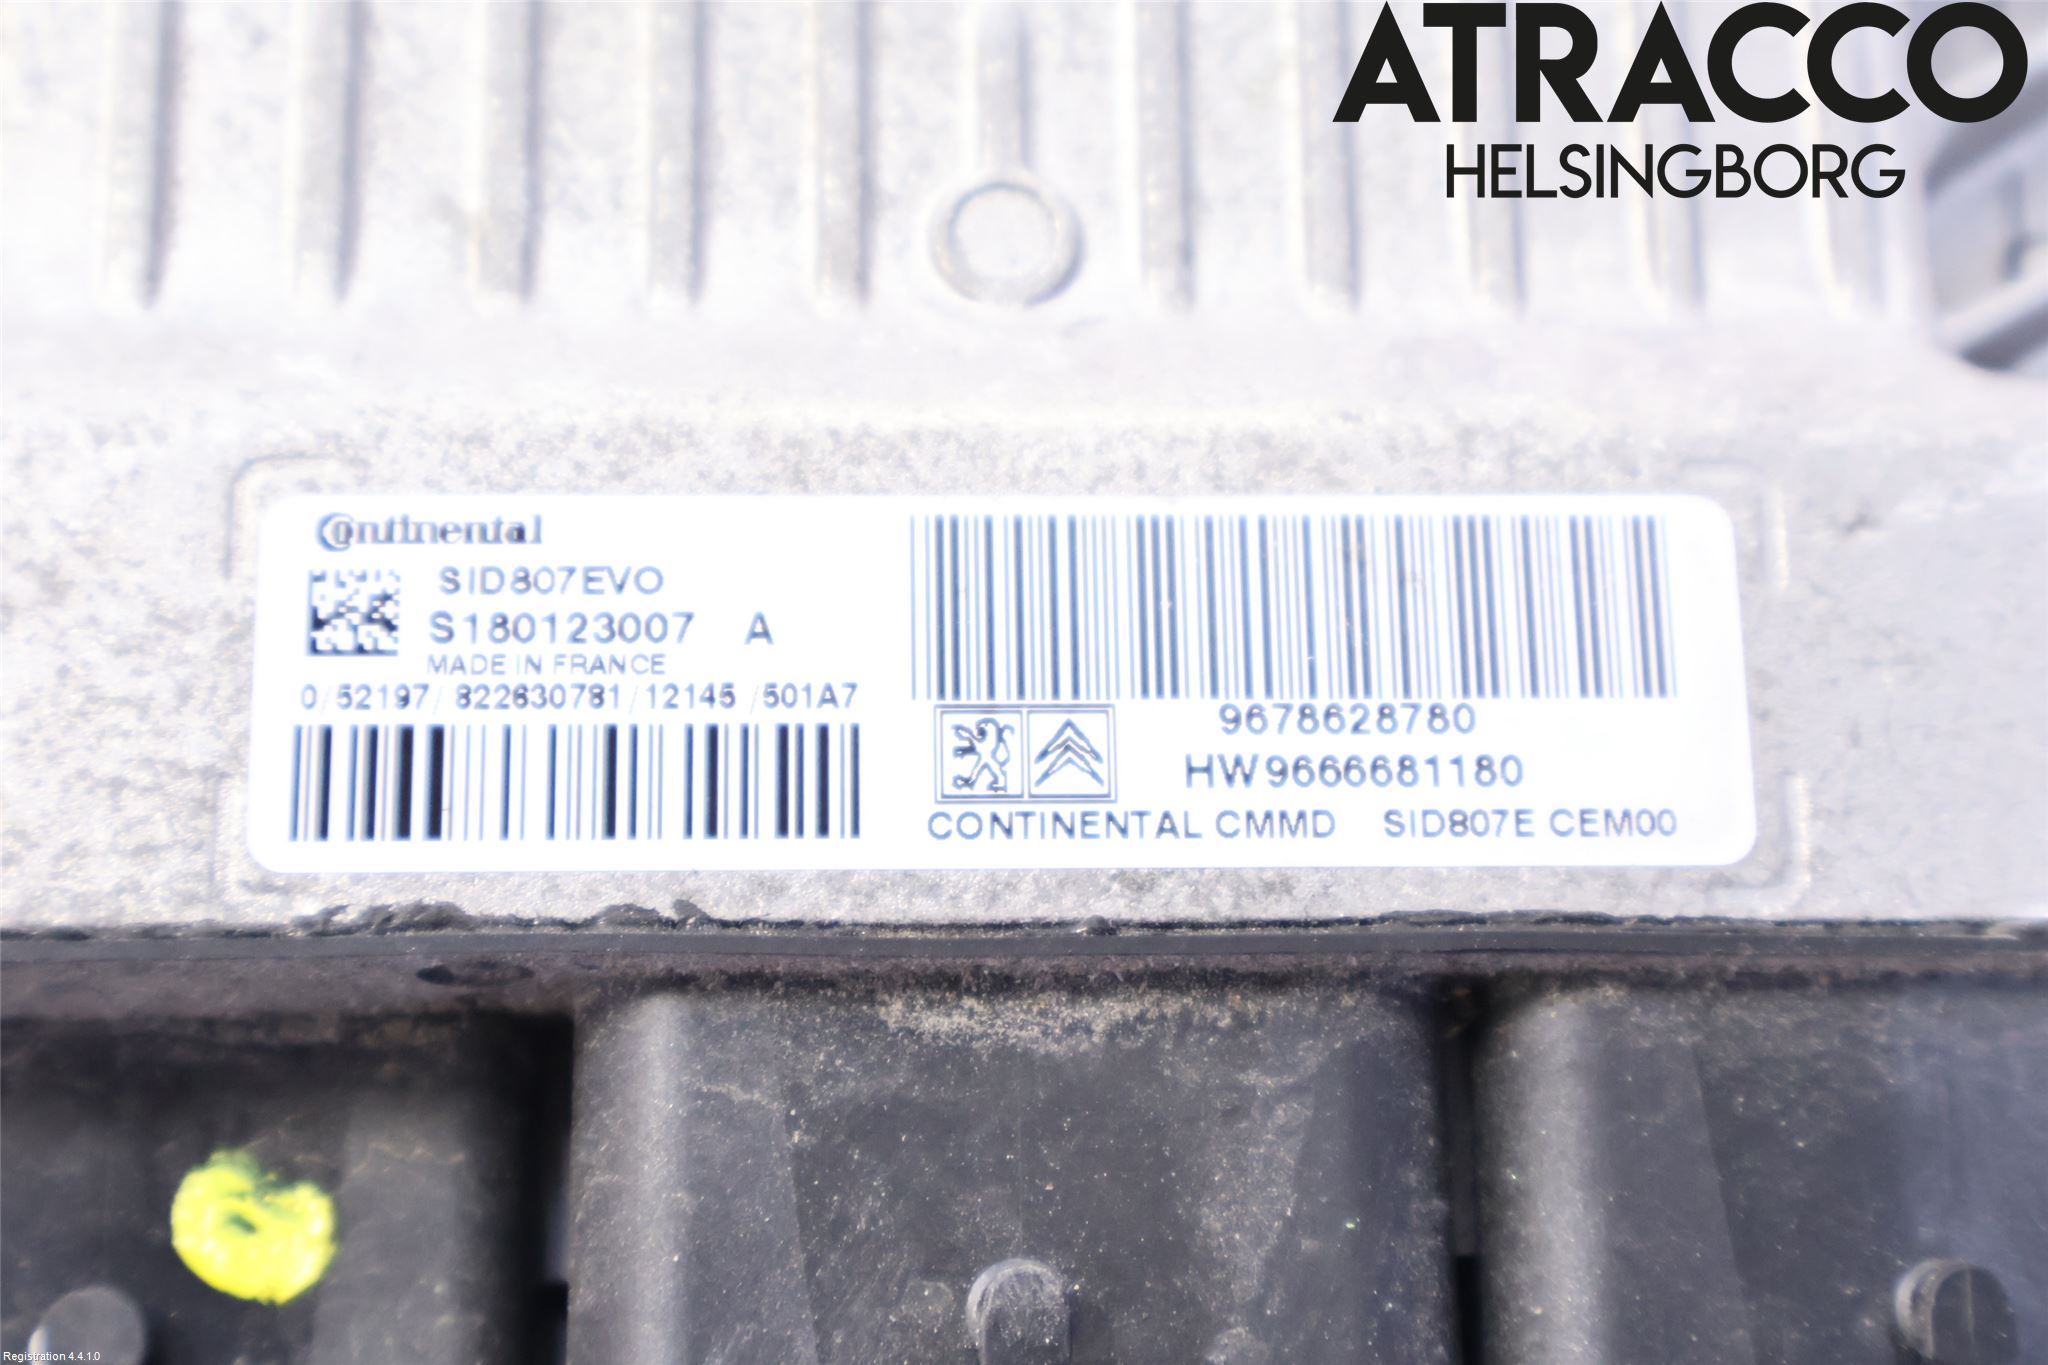 ATRACCO
HELSINGBORG
Continental
SID807EVO
S180123007 A
MADE IN FRANCE
0/52197/822630781/12145/501A7
9678628780
HW9666681180
CONTINENTAL CMMD SID807E CEM00
Registration 4.4.1.0